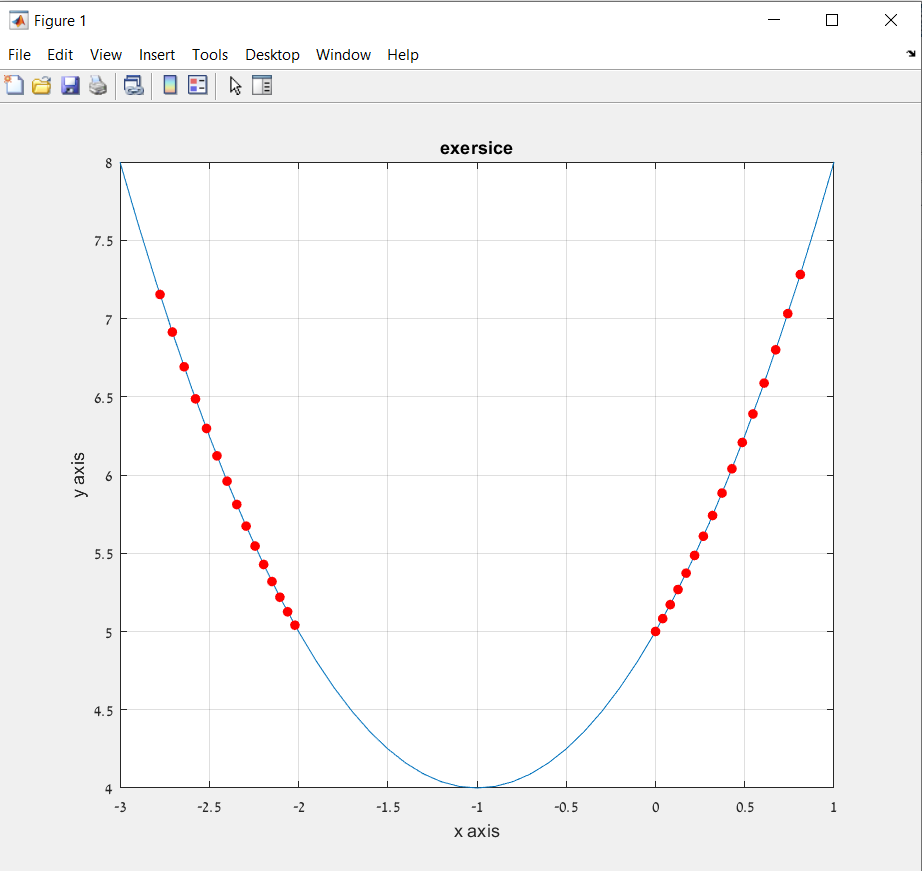 Figure 1
File Edit View Insert Tools Desktop Window Help
exersice
8
7.5
7
6.5
6
5.5
5
4.5
4
y axis
-3 -2.5 -2 -1.5 -1 -0.5 0 0.5 1
x axis